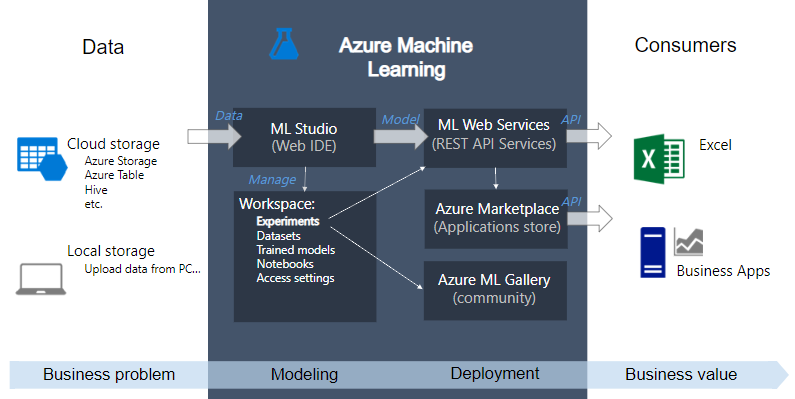 Data
Azure Machine
Learning
Consumers
Data
ML Studio
(Web IDE)
Model
ML Web Services
(REST API Services)
API
Cloud storage
Azure Storage
Azure Table
Hive
etc.
X
Excel
Manage
Workspace:
Experiments
Datasets
Trained models
Notebooks
Access settings
Azure Marketplace
(Applications store)
API
Local storage
Upload data from PC...
Azure ML Gallery
(community)
Business Apps
Business problem
Modeling
Deployment
Business value